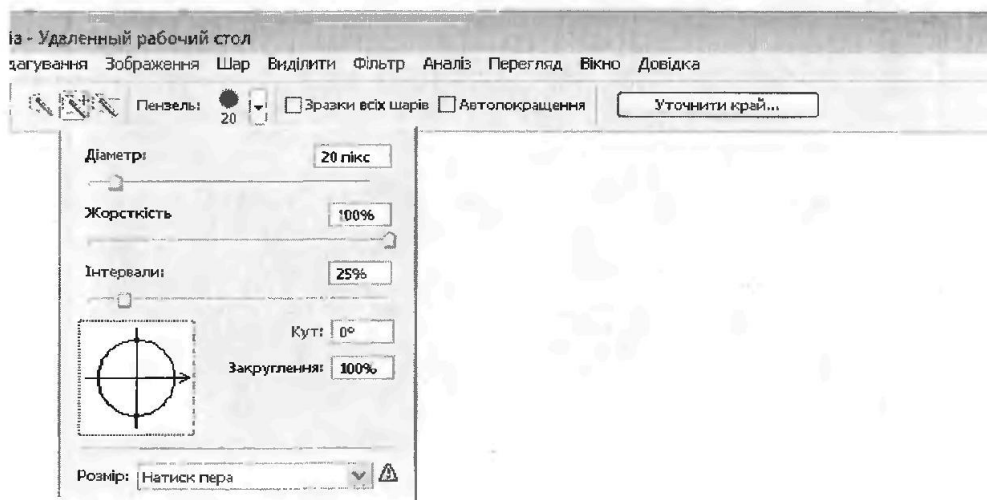 ia - Удаленный рабочий стол
дагування Зображення Шар Виділити Фільтр Аналіз Перегляд Вікно Довідка
Пензель: 20 Зразки всіх шарів Автопокращення Уточнити край...
Діаметр: 20 пікс
Жорсткість 100%
Інтервали: 25%
Кут: 0°
Закруглення: 100%
Розмір: Натиск пера